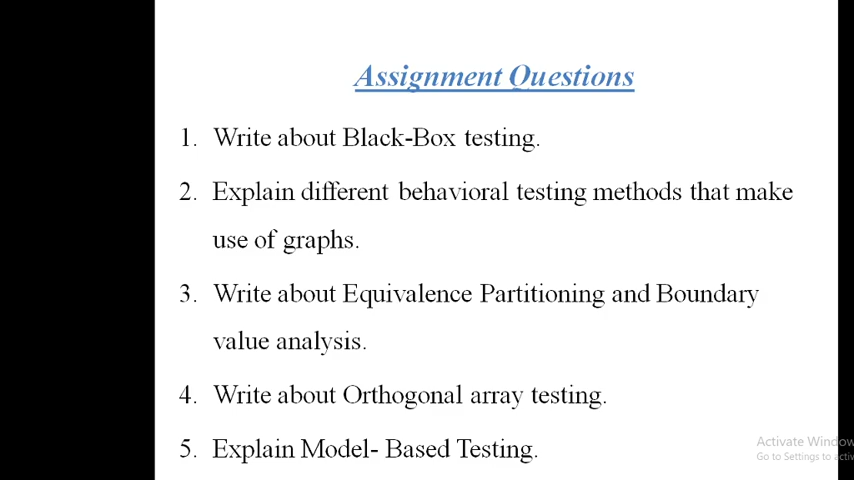 Assignment Questions
1. Write about Black-Box testing.
2. Explain different behavioral testing methods that make
use of graphs.
3. Write about Equivalence Partitioning and Boundary
value analysis.
4. Write about Orthogonal array testing.
5. Explain Model- Based Testing.
Activate Window
Go to Settings to activ